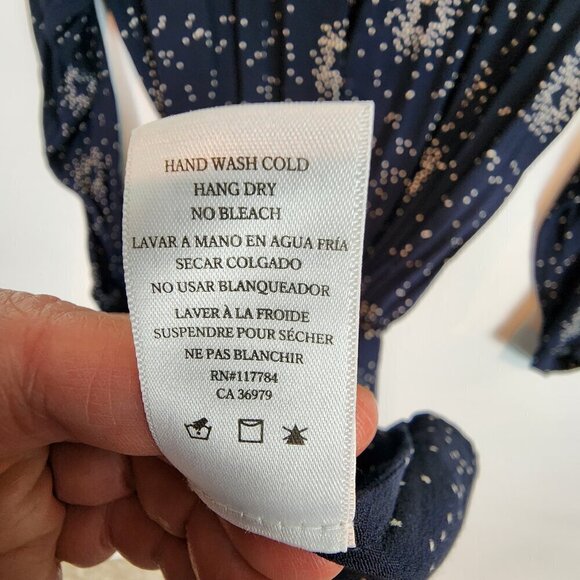 HAND WASH COLD
HANG DRY
NO BLEACH
LAVAR A MANO EN AGUA FRÍA
SECAR COLGADO
NO USAR BLANQUEADOR
LAVER À LA FROIDE
SUSPENDRE POUR SÉCHER
NE PAS BLANCHIR
RN#117784
CA 36979